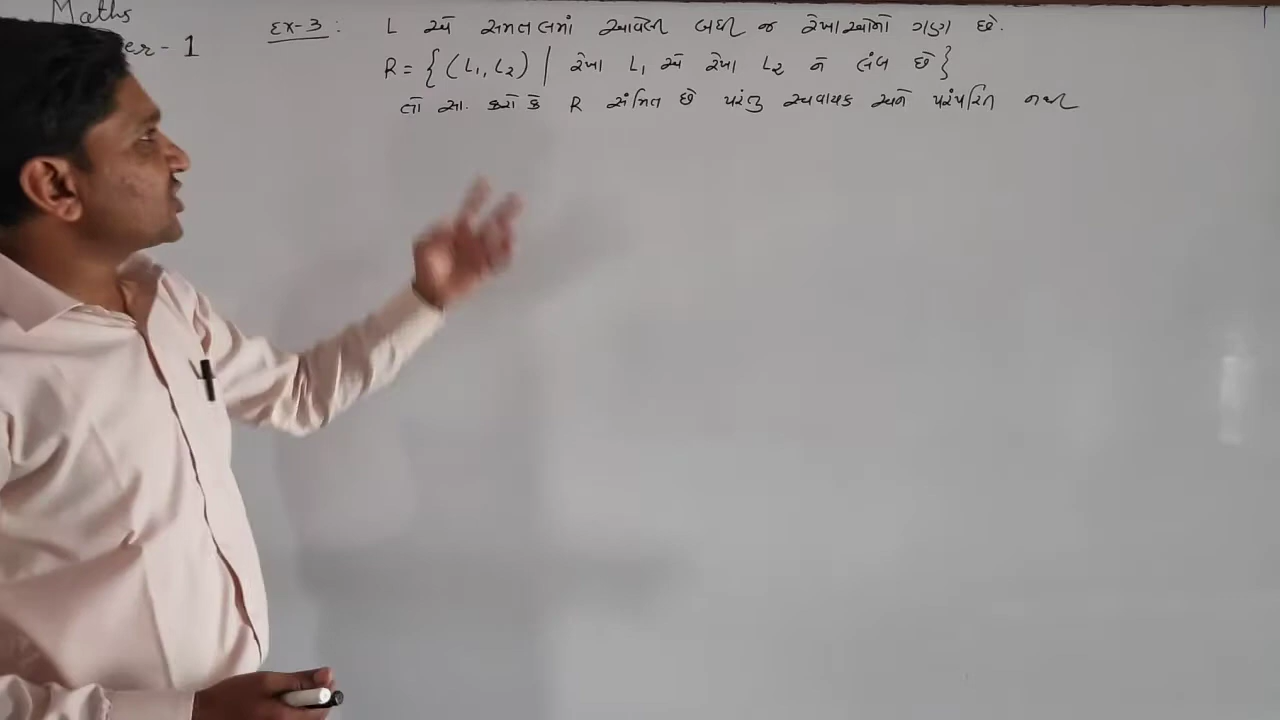 Maths
er - 1
Ex-3 : L એ સમતલમાં આવેલી બધી જ રેખાઓનો ગણ છે.
R = { (L₁, L₂) | રેખા L₁ એ રેખા L₂ ને લંબ છે }
તો સા. કરો કે R સંમિત છે પરંતુ સ્વવાચક અને પરંપરિત નથી